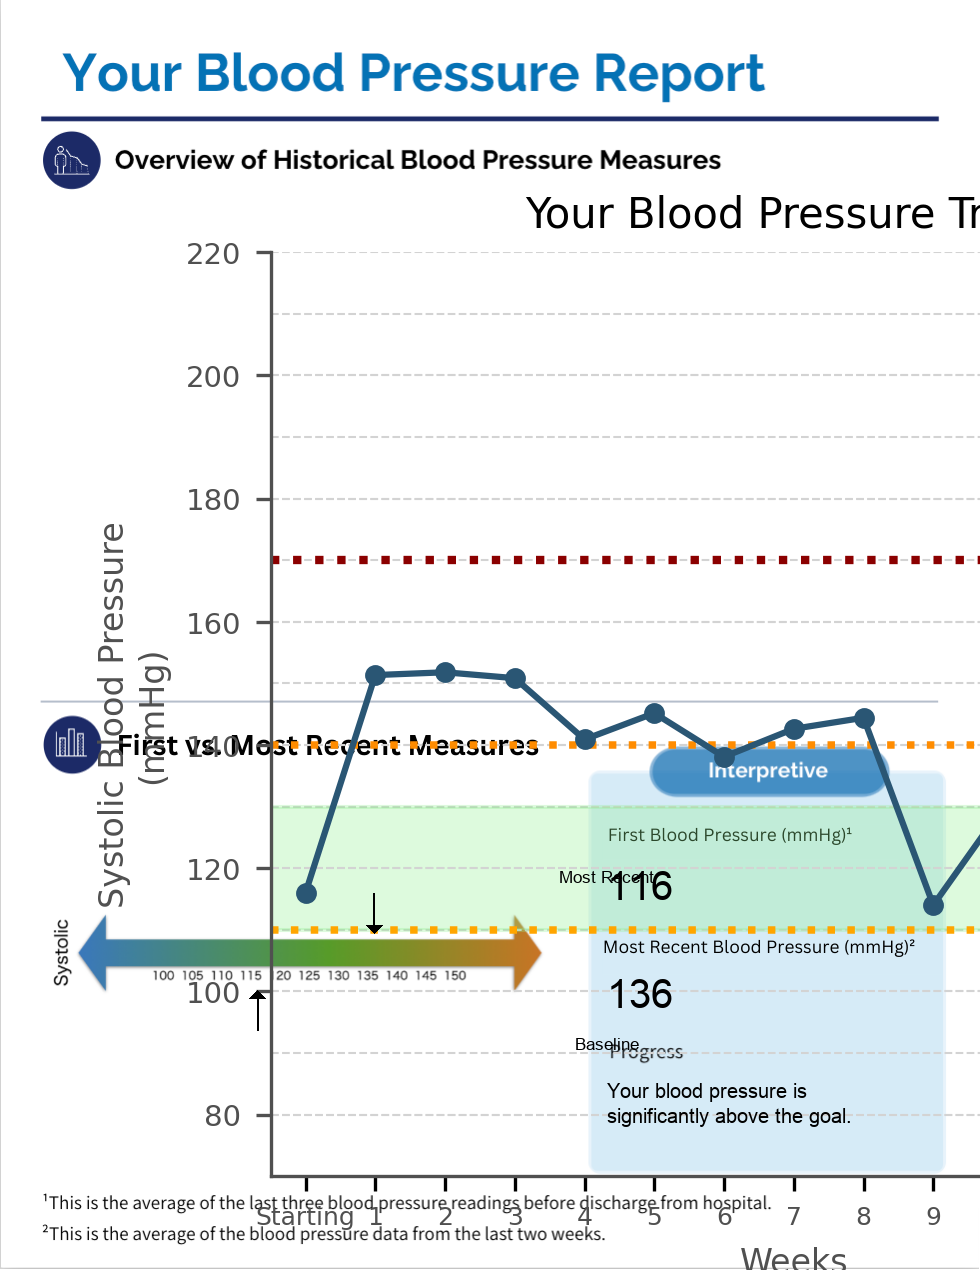 Your Blood Pressure Report
Overview of Historical Blood Pressure Measures
Your Blood Pressure Tr
220
200
180
160
140
120
100
80
Systolic Blood Pressure
(mmHg)
First vs. Most Recent Measures
Interpretive
First Blood Pressure (mmHg)¹
Most Recent
116
Most Recent Blood Pressure (mmHg)²
136
Baseline
Progress
Your blood pressure is
significantly above the goal.
Systolic
100 105 110 115 120 125 130 135 140 145 150
¹This is the average of the last three blood pressure readings before discharge from hospital.
Starting 1 2 3 4 5 6 7 8 9
²This is the average of the blood pressure data from the last two weeks.
Weeks